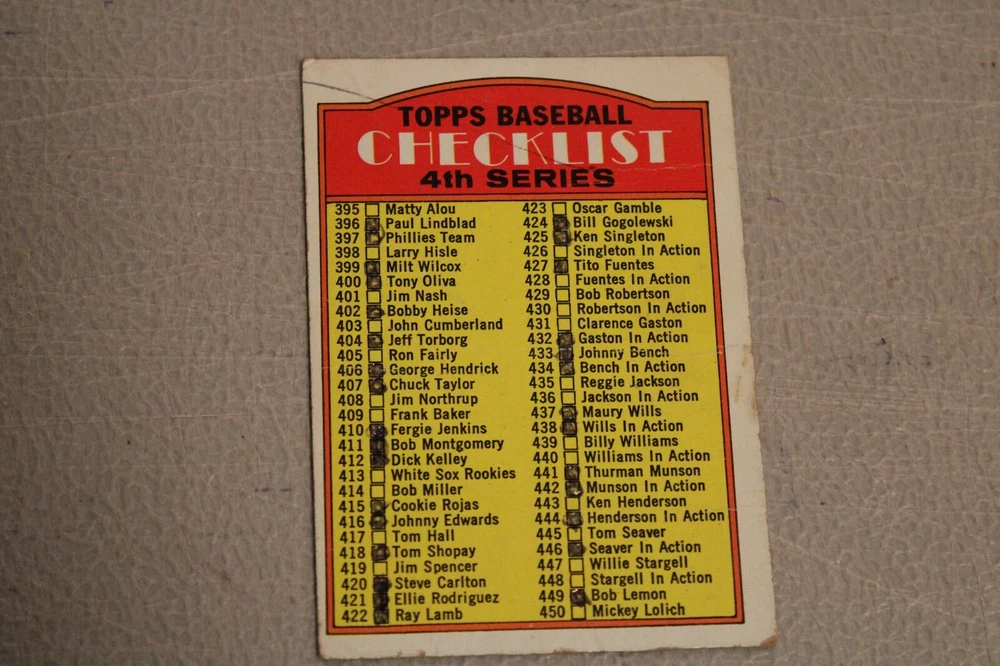 TOPPS BASEBALL
CHECKLIST
4th SERIES
395 Matty Alou
396 Paul Lindblad
397 Phillies Team
398 Larry Hisle
399 Milt Wilcox
400 Tony Oliva
401 Jim Nash
402 Bobby Heise
403 John Cumberland
404 Jeff Torborg
405 Ron Fairly
406 George Hendrick
407 Chuck Taylor
408 Jim Northrup
409 Frank Baker
410 Fergie Jenkins
411 Bob Montgomery
412 Dick Kelley
413 White Sox Rookies
414 Bob Miller
415 Cookie Rojas
416 Johnny Edwards
417 Tom Hall
418 Tom Shopay
419 Jim Spencer
420 Steve Carlton
421 Ellie Rodriguez
422 Ray Lamb
423 Oscar Gamble
424 Bill Gogolewski
425 Ken Singleton
426 Singleton In Action
427 Tito Fuentes
428 Fuentes In Action
429 Bob Robertson
430 Robertson In Action
431 Clarence Gaston
432 Gaston In Action
433 Johnny Bench
434 Bench In Action
435 Reggie Jackson
436 Jackson In Action
437 Maury Wills
438 Wills In Action
439 Billy Williams
440 Williams In Action
441 Thurman Munson
442 Munson In Action
443 Ken Henderson
444 Henderson In Action
445 Tom Seaver
446 Seaver In Action
447 Willie Stargell
448 Stargell In Action
449 Bob Lemon
450 Mickey Lolich